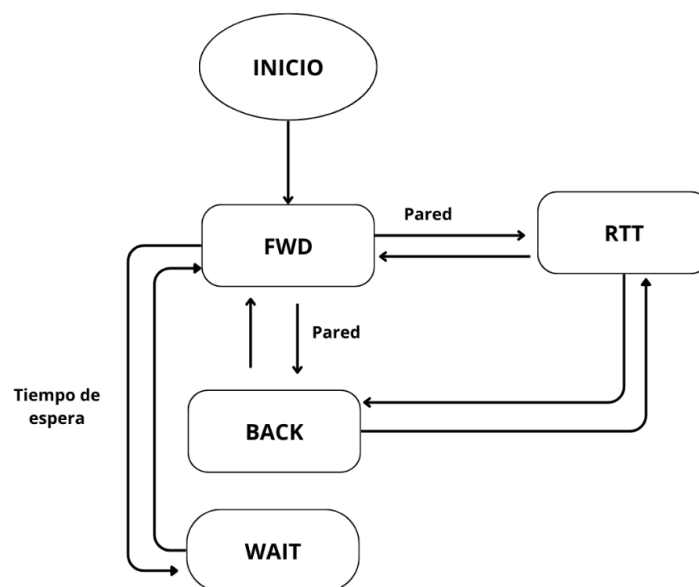 INICIO
Pared
FWD
RTT
Pared
Tiempo de
espera
BACK
WAIT